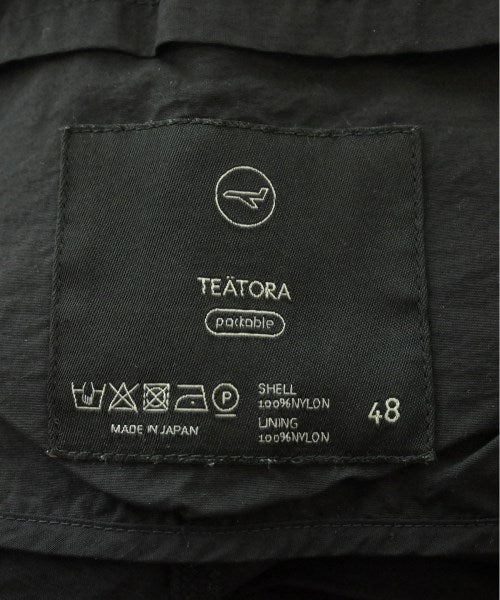 TEÄTORA
packable
P
SHELL
100%NYLON
LINING
100%NYLON
48
MADE IN JAPAN